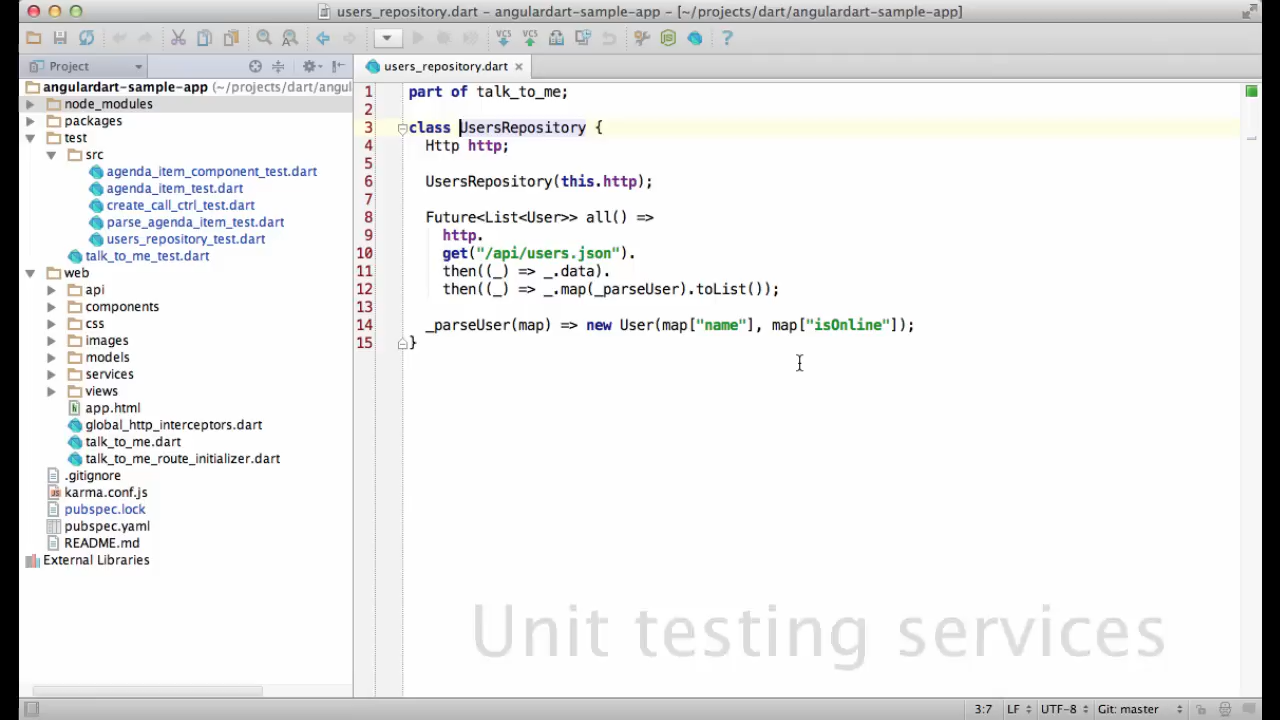 users_repository.dart - angulardart-sample-app - [~/projects/dart/angulardart-sample-app]
VCS VCS
Project
users_repository.dart
angulardart-sample-app (~/projects/dart/angul
node_modules
packages
test
src
agenda_item_component_test.dart
agenda_item_test.dart
create_call_ctrl_test.dart
parse_agenda_item_test.dart
users_repository_test.dart
talk_to_me_test.dart
web
api
components
css
images
models
services
views
app.html
global_http_interceptors.dart
talk_to_me.dart
talk_to_me_route_initializer.dart
.gitignore
karma.conf.js
pubspec.lock
pubspec.yaml
README.md
External Libraries
1 part of talk_to_me;
2
3 class UsersRepository {
4 Http http;
5
6 UsersRepository(this.http);
7
8 Future<List<User>> all() =>
9 http.
10 get("/api/users.json").
11 then((_) => _.data).
12 then((_) => _.map(_parseUser).toList());
13
14 _parseUser(map) => new User(map["name"], map["isOnline"]);
15 }
Unit testing services
3:7 LF UTF-8 Git: master